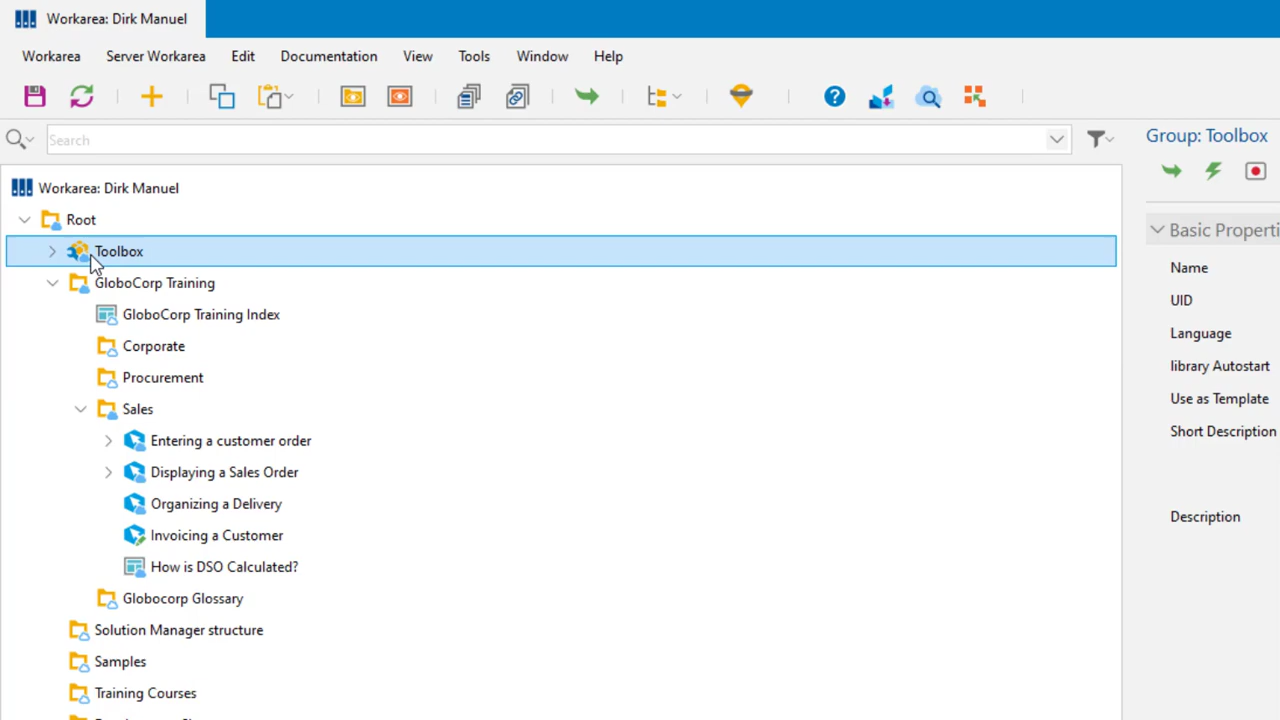 Workarea: Dirk Manuel
Workarea Server Workarea Edit Documentation View Tools Window Help
Search
Group: Toolbox
Workarea: Dirk Manuel
Root
Toolbox
GloboCorp Training
GloboCorp Training Index
Corporate
Procurement
Sales
Entering a customer order
Displaying a Sales Order
Organizing a Delivery
Invoicing a Customer
How is DSO Calculated?
Globocorp Glossary
Solution Manager structure
Samples
Training Courses
Basic Properti
Name
UID
Language
library Autostart
Use as Template
Short Description
Description